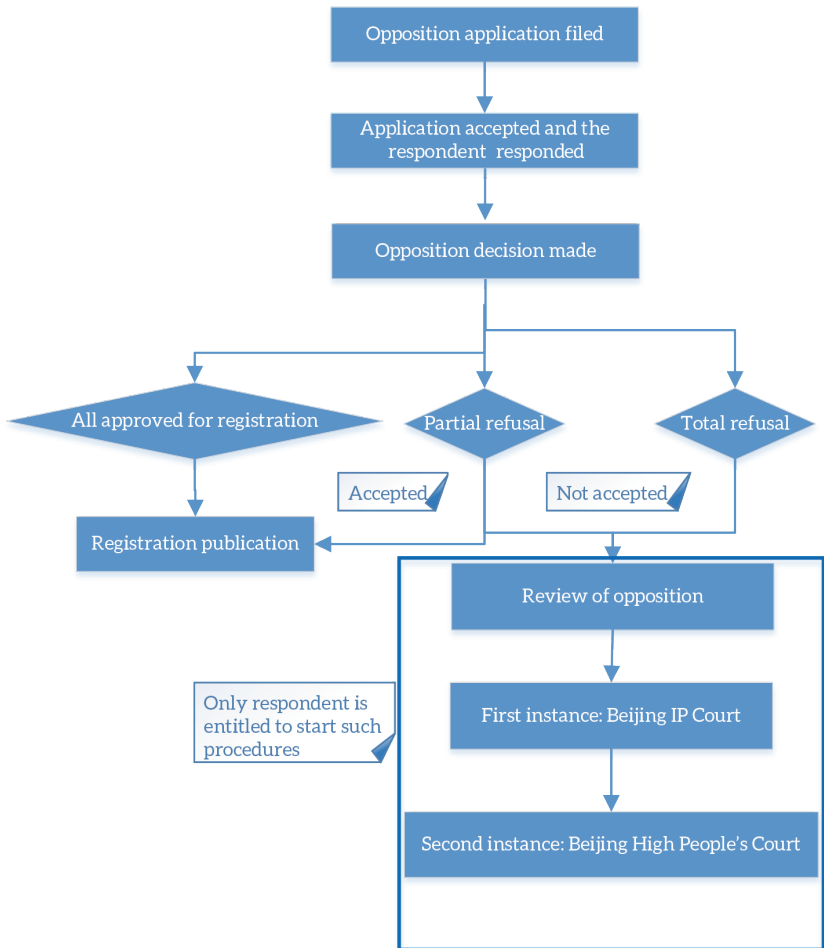 Opposition application filed
Application accepted and the
respondent responded
Opposition decision made
All approved for registration
Partial refusal
Total refusal
Accepted
Not accepted
Registration publication
Review of opposition
Only respondent is
entitled to start such
procedures
First instance: Beijing IP Court
Second instance: Beijing High People’s Court